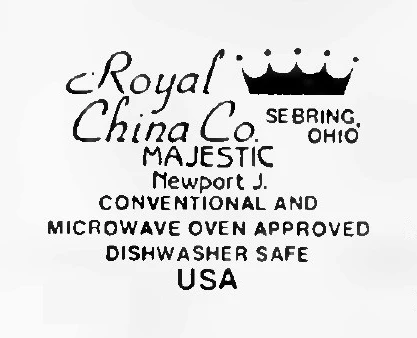 Royal
China Co. SEBRING,
OHIO
MAJESTIC
Newport J.
CONVENTIONAL AND
MICROWAVE OVEN APPROVED
DISHWASHER SAFE
USA